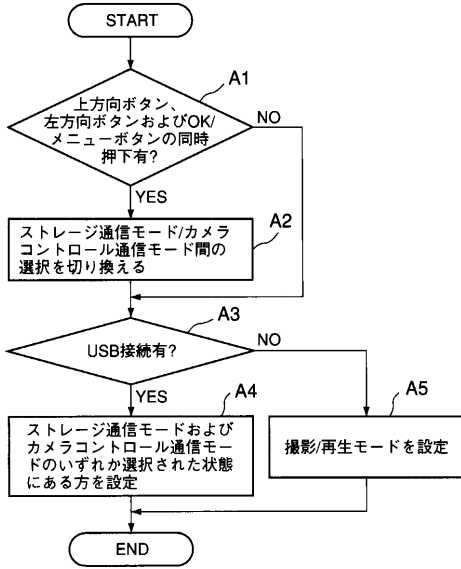 START
A1
上方向ボタン、
左方向ボタンおよびOK/
メニューボタンの同時
押下有?
NO
YES
A2
ストレージ通信モード/カメラ
コントロール通信モード間の
選択を切り換える
A3
USB接続有?
NO
YES
A4
ストレージ通信モードおよび
カメラコントロール通信モー
ドのいずれか選択された状態
にある方を設定
A5
撮影/再生モードを設定
END